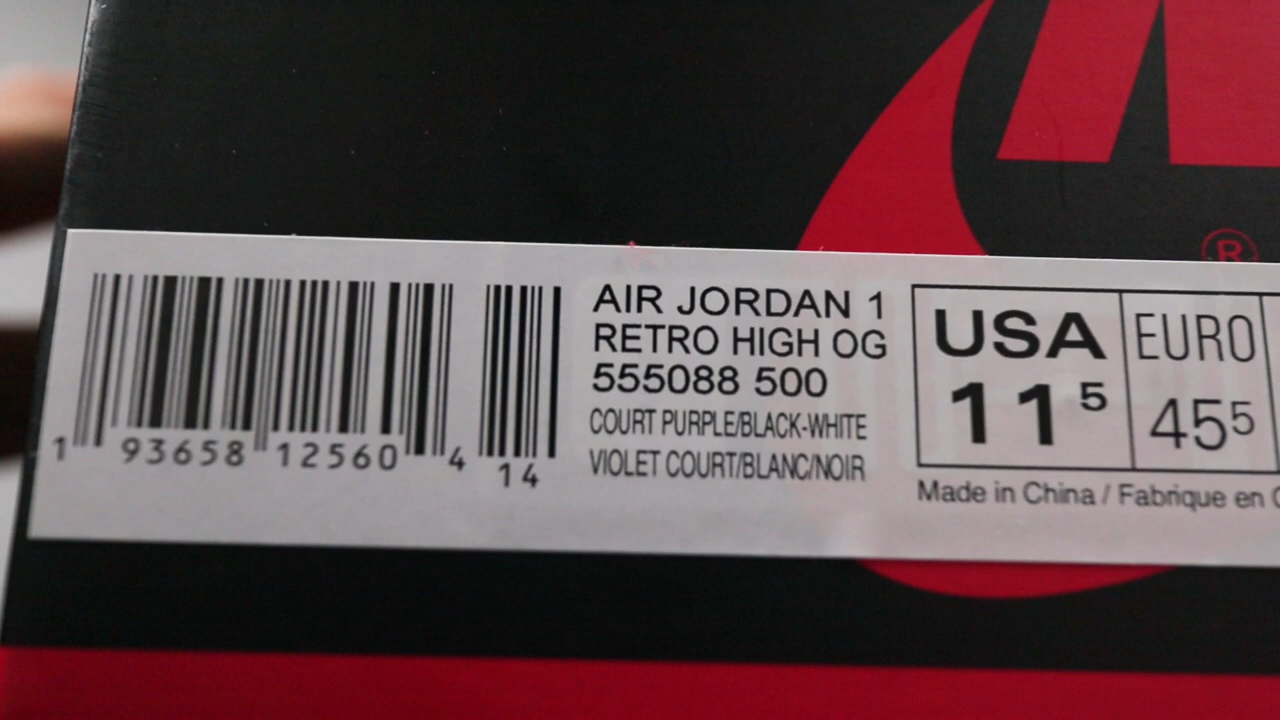 AIR JORDAN 1
RETRO HIGH OG
555088 500
COURT PURPLE/BLACK-WHITE
VIOLET COURT/BLANC/NOIR
1 93658 12560 4 14
USA
11 5
EURO
45 5
Made in China / Fabrique en
®